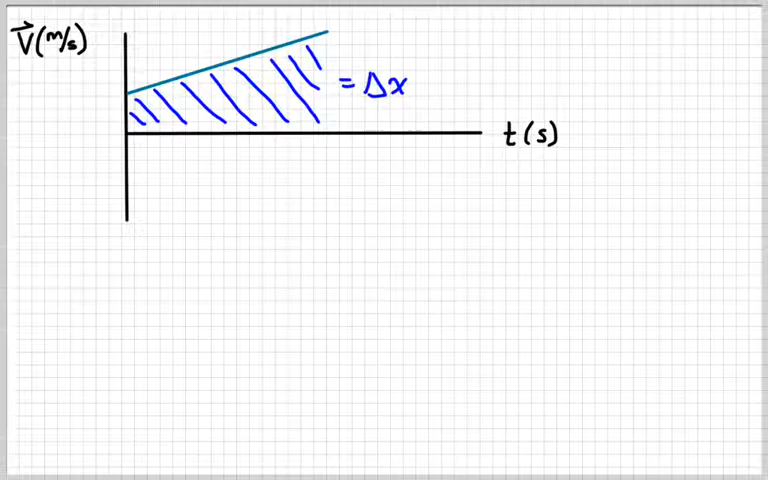 V⃗(m/s)
= Δx
t(s)